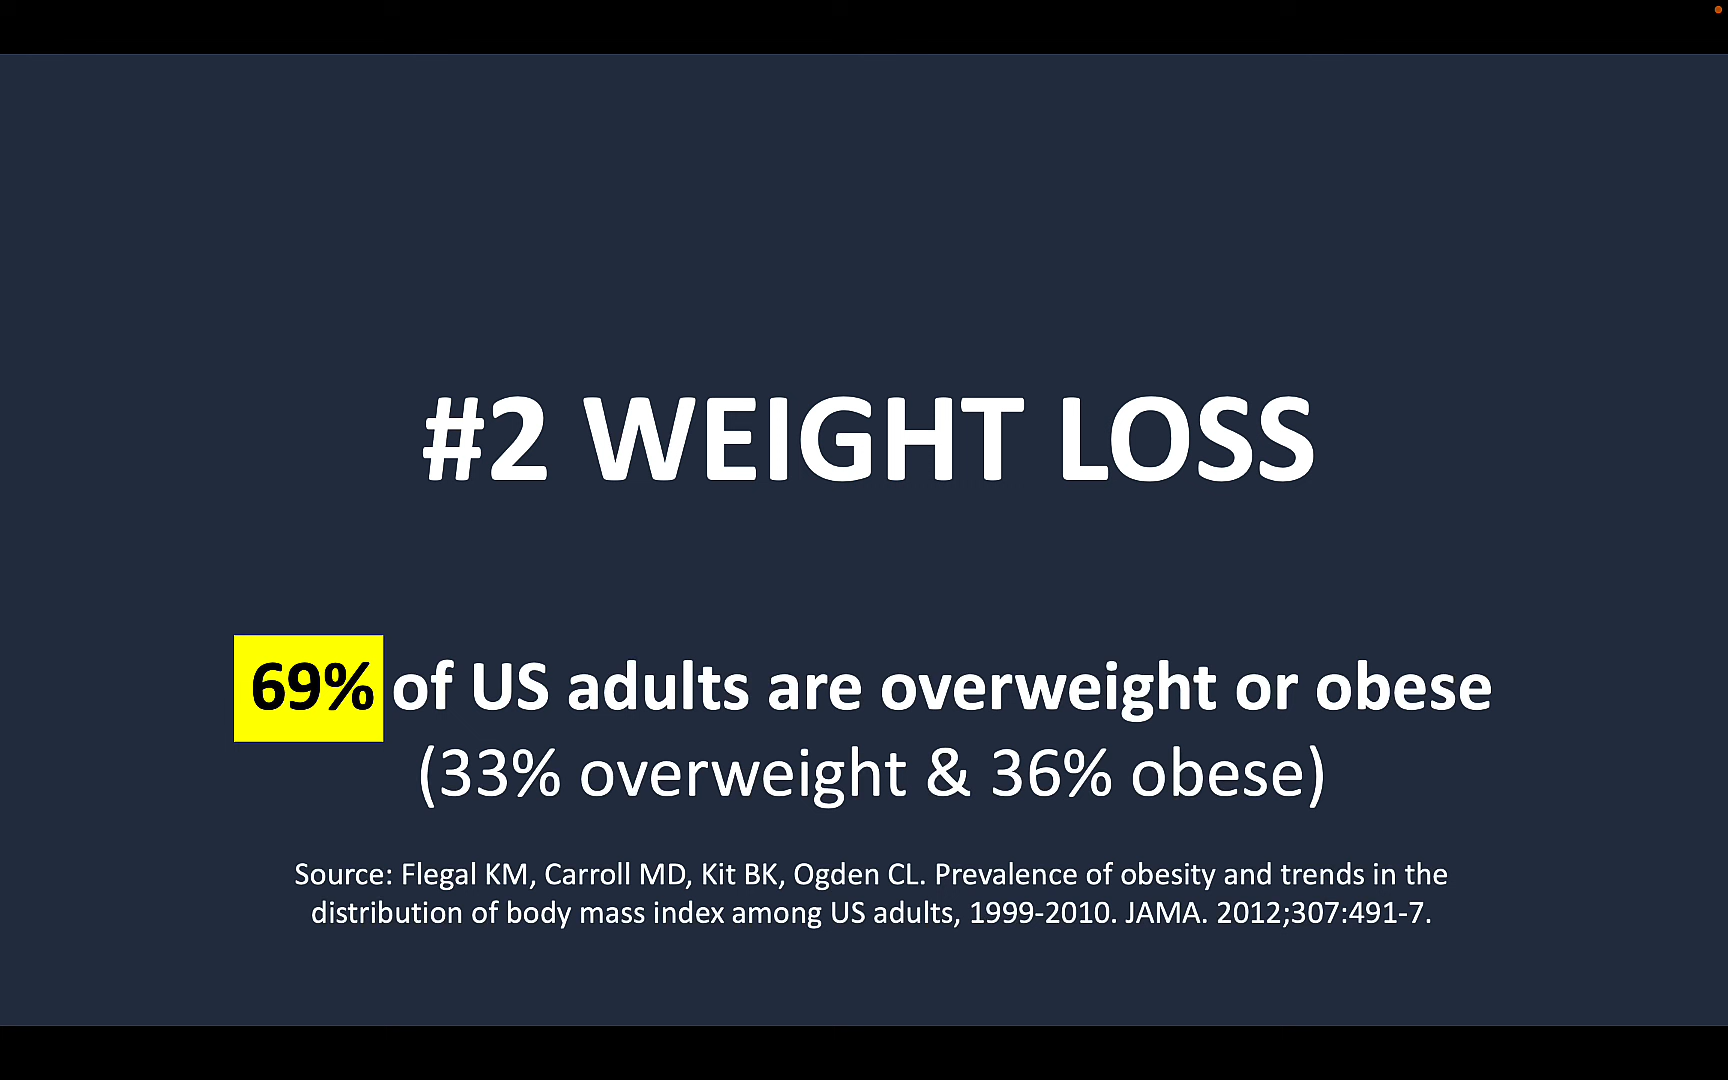 #2 WEIGHT LOSS
69% of US adults are overweight or obese
(33% overweight & 36% obese)
Source: Flegal KM, Carroll MD, Kit BK, Ogden CL. Prevalence of obesity and trends in the
distribution of body mass index among US adults, 1999-2010. JAMA. 2012;307:491-7.